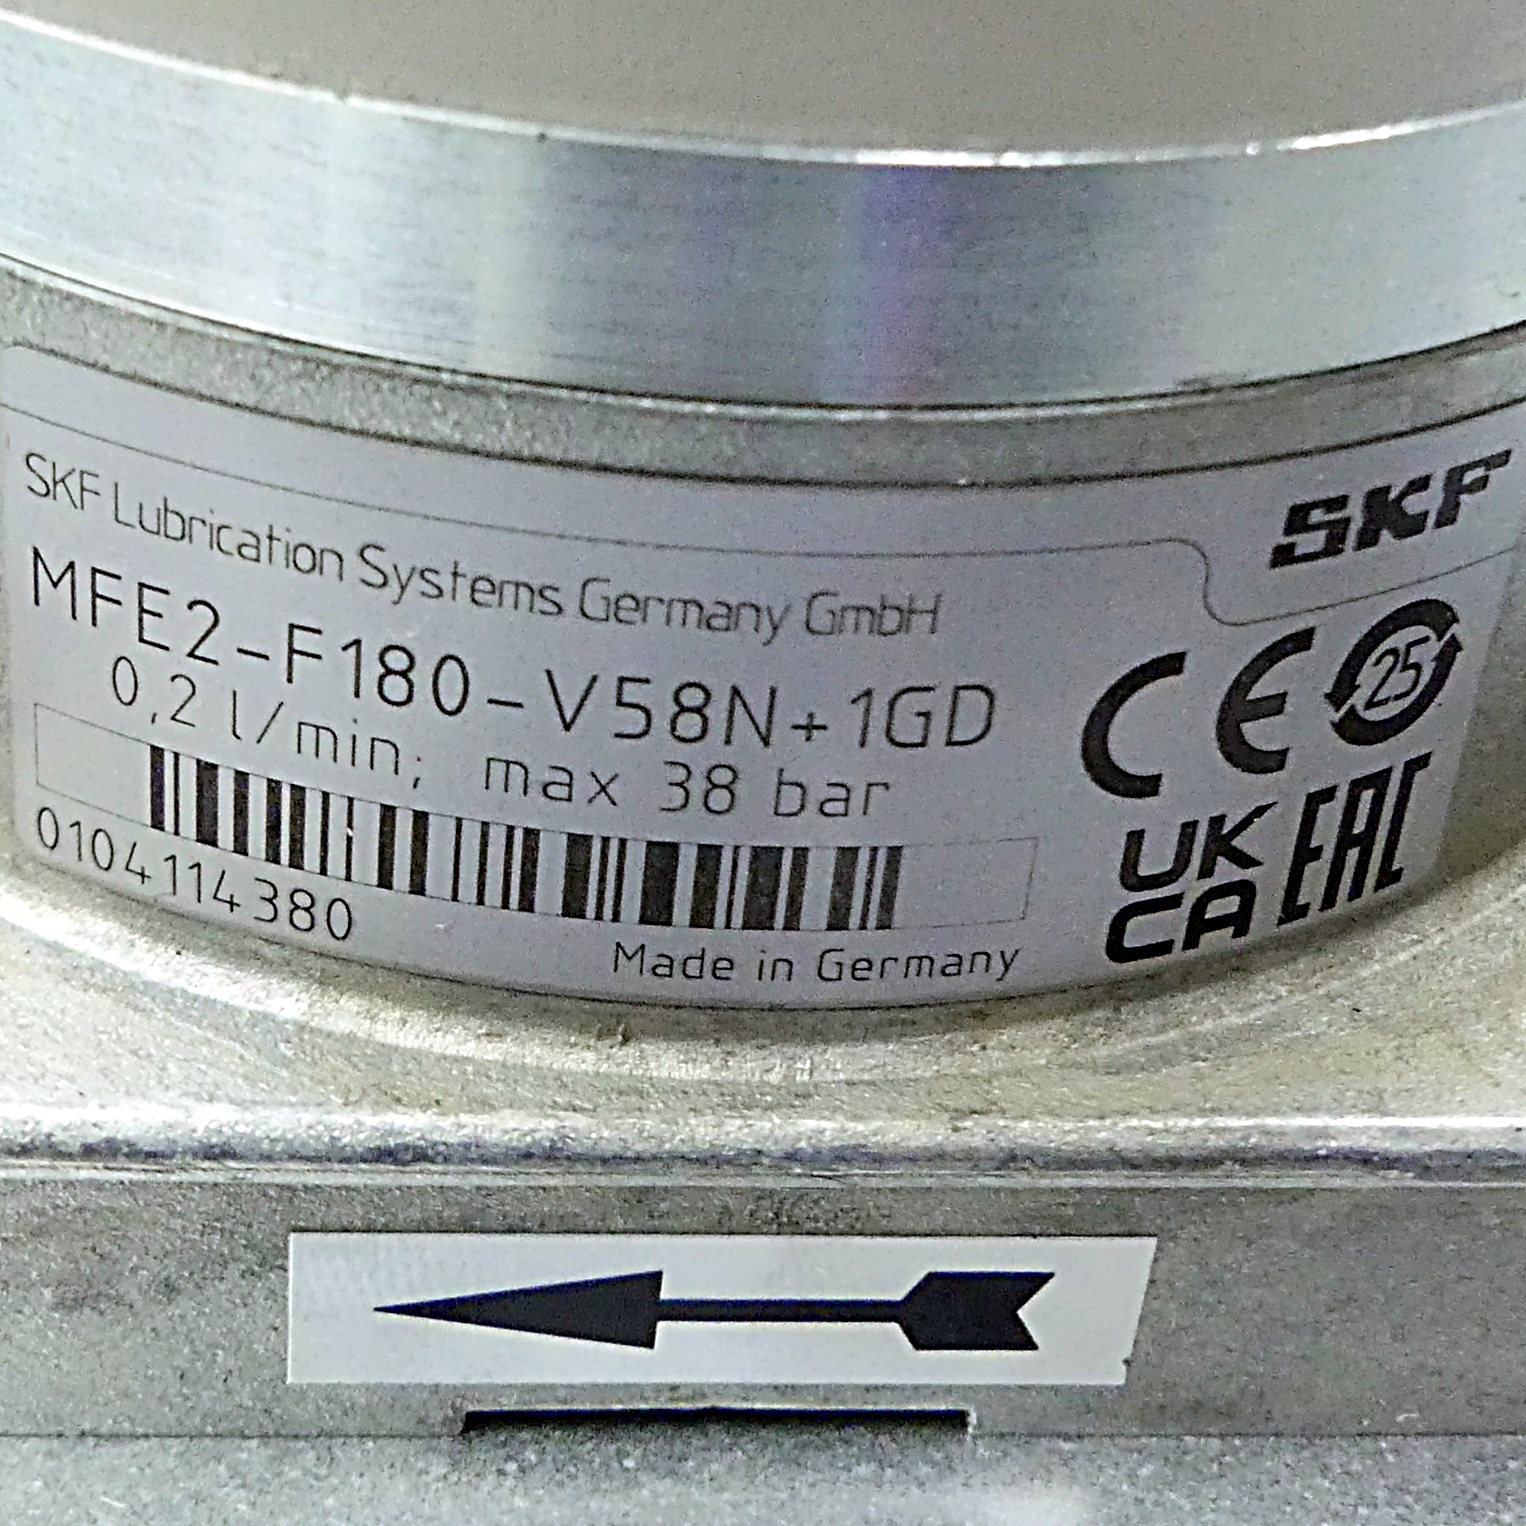 SKF
SKF Lubrication Systems Germany GmbH
MFE2-F180-V58N+1GD
0,2 l/min; max 38 bar
0104114380
Made in Germany
CE 25
UK
CA
EAC